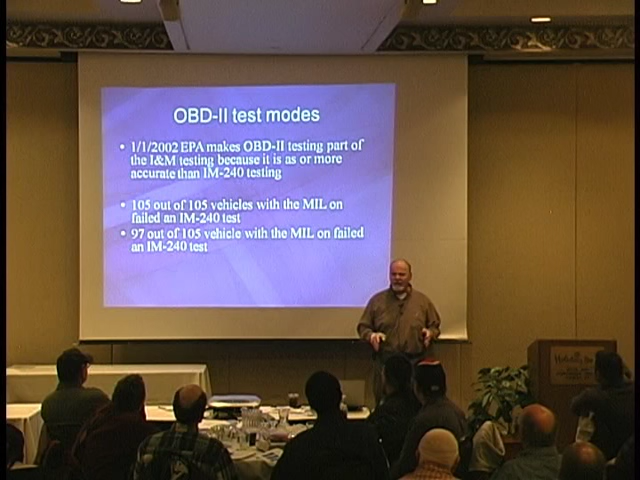 OBD-II test modes
• 1/1/2002 EPA makes OBD-II testing part of
the I&M testing because it is as or more
accurate than IM-240 testing
• 105 out of 105 vehicles with the MIL on
failed an IM-240 test
• 97 out of 105 vehicle with the MIL on failed
an IM-240 test